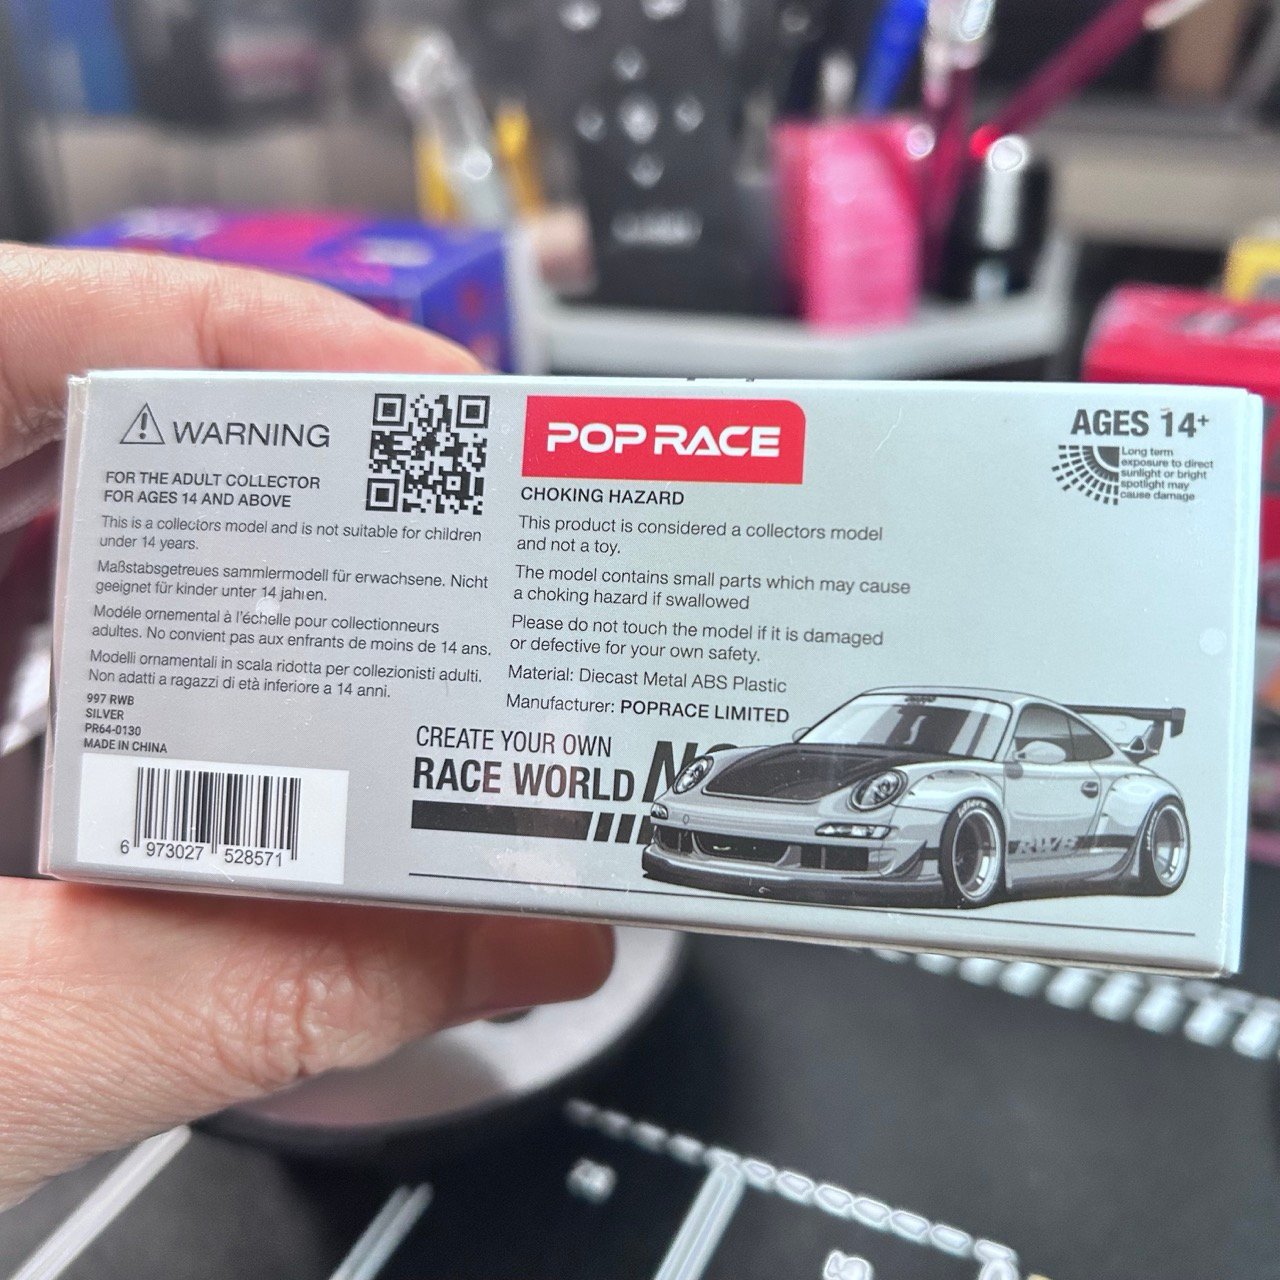 WARNING
FOR THE ADULT COLLECTOR
FOR AGES 14 AND ABOVE
This is a collectors model and is not suitable for children
under 14 years.
Maßstabsgetreues sammlermodell für erwachsene. Nicht
geeignet für kinder unter 14 jahren.
Modéle ornemental à l'échelle pour collectionneurs
adultes. No convient pas aux enfrants de moins de 14 ans.
Modelli ornamentali in scala ridotta per collezionisti adulti.
Non adatti a ragazzi di età inferiore a 14 anni.
997 RWB
SILVER
PR64-0130
MADE IN CHINA
6 973027 528571
POP RACE
CHOKING HAZARD
This product is considered a collectors model
and not a toy.
The model contains small parts which may cause
a choking hazard if swallowed
Please do not touch the model if it is damaged
or defective for your own safety.
Material: Diecast Metal ABS Plastic
Manufacturer: POPRACE LIMITED
CREATE YOUR OWN
RACE WORLD
RWB
AGES 14+
Long term
exposure to direct
sunlight or bright
spotlight may
cause damage